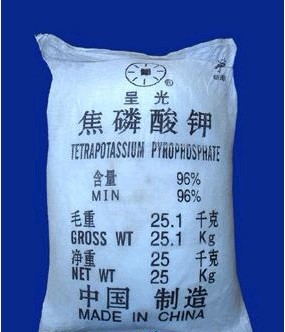 呈光
焦磷酸钾
TETRAPOTASSIUM PYROPHOSPHATE
含量 96%
MIN 96%
毛重 25.1 千克
GROSS WT 25.1 Kg
净重 25 千克
NET WT 25 Kg
中国 制造
MADE IN CHINA